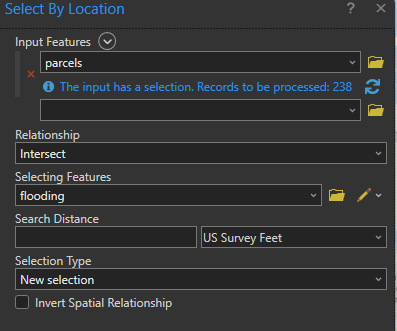 Select By Location
?
Input Features
parcels
The input has a selection. Records to be processed: 238
Relationship
Intersect
Selecting Features
flooding
Search Distance
US Survey Feet
Selection Type
New selection
Invert Spatial Relationship